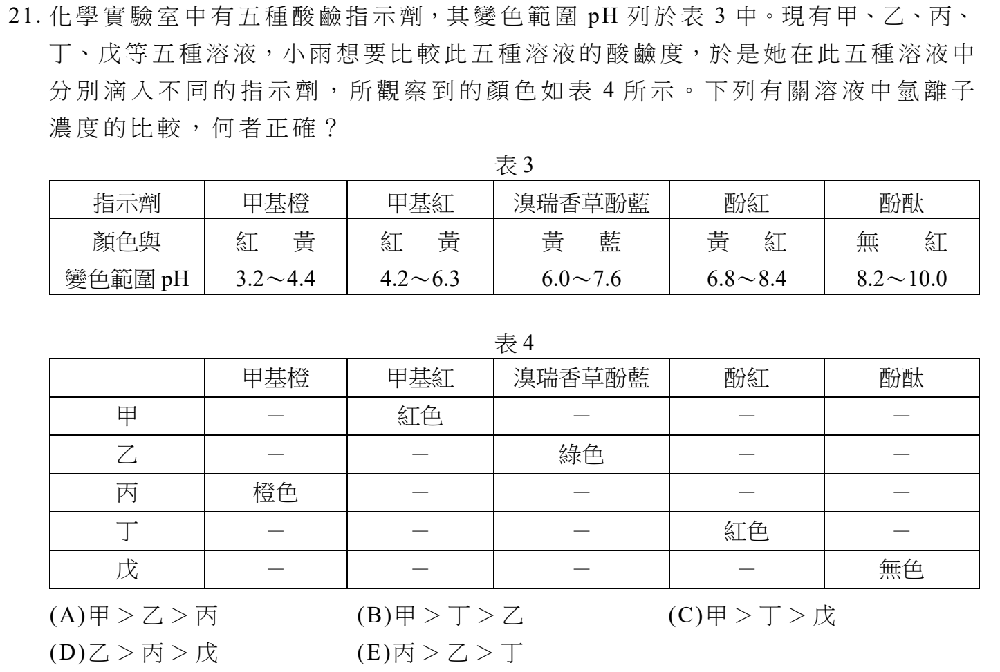 21. 化學實驗室中有五種酸鹼指示劑，其變色範圍 pH 列於表 3 中。現有甲、乙、丙、
丁、戊等五種溶液，小雨想要比較此五種溶液的酸鹼度，於是她在此五種溶液中
分別滴入不同的指示劑，所觀察到的顏色如表 4 所示。下列有關溶液中氫離子
濃度的比較，何者正確？
表 3
指示劑 甲基橙 甲基紅 溴瑞香草酚藍 酚紅 酚酞
顏色與 紅 黃 紅 黃 黃 藍 黃 紅 無 紅
變色範圍 pH 3.2～4.4 4.2～6.3 6.0～7.6 6.8～8.4 8.2～10.0
表 4
甲基橙 甲基紅 溴瑞香草酚藍 酚紅 酚酞
甲 － 紅色 － － －
乙 － － 綠色 － －
丙 橙色 － － － －
丁 － － － 紅色 －
戊 － － － － 無色
(A)甲＞乙＞丙 (B)甲＞丁＞乙 (C)甲＞丁＞戊
(D)乙＞丙＞戊 (E)丙＞乙＞丁